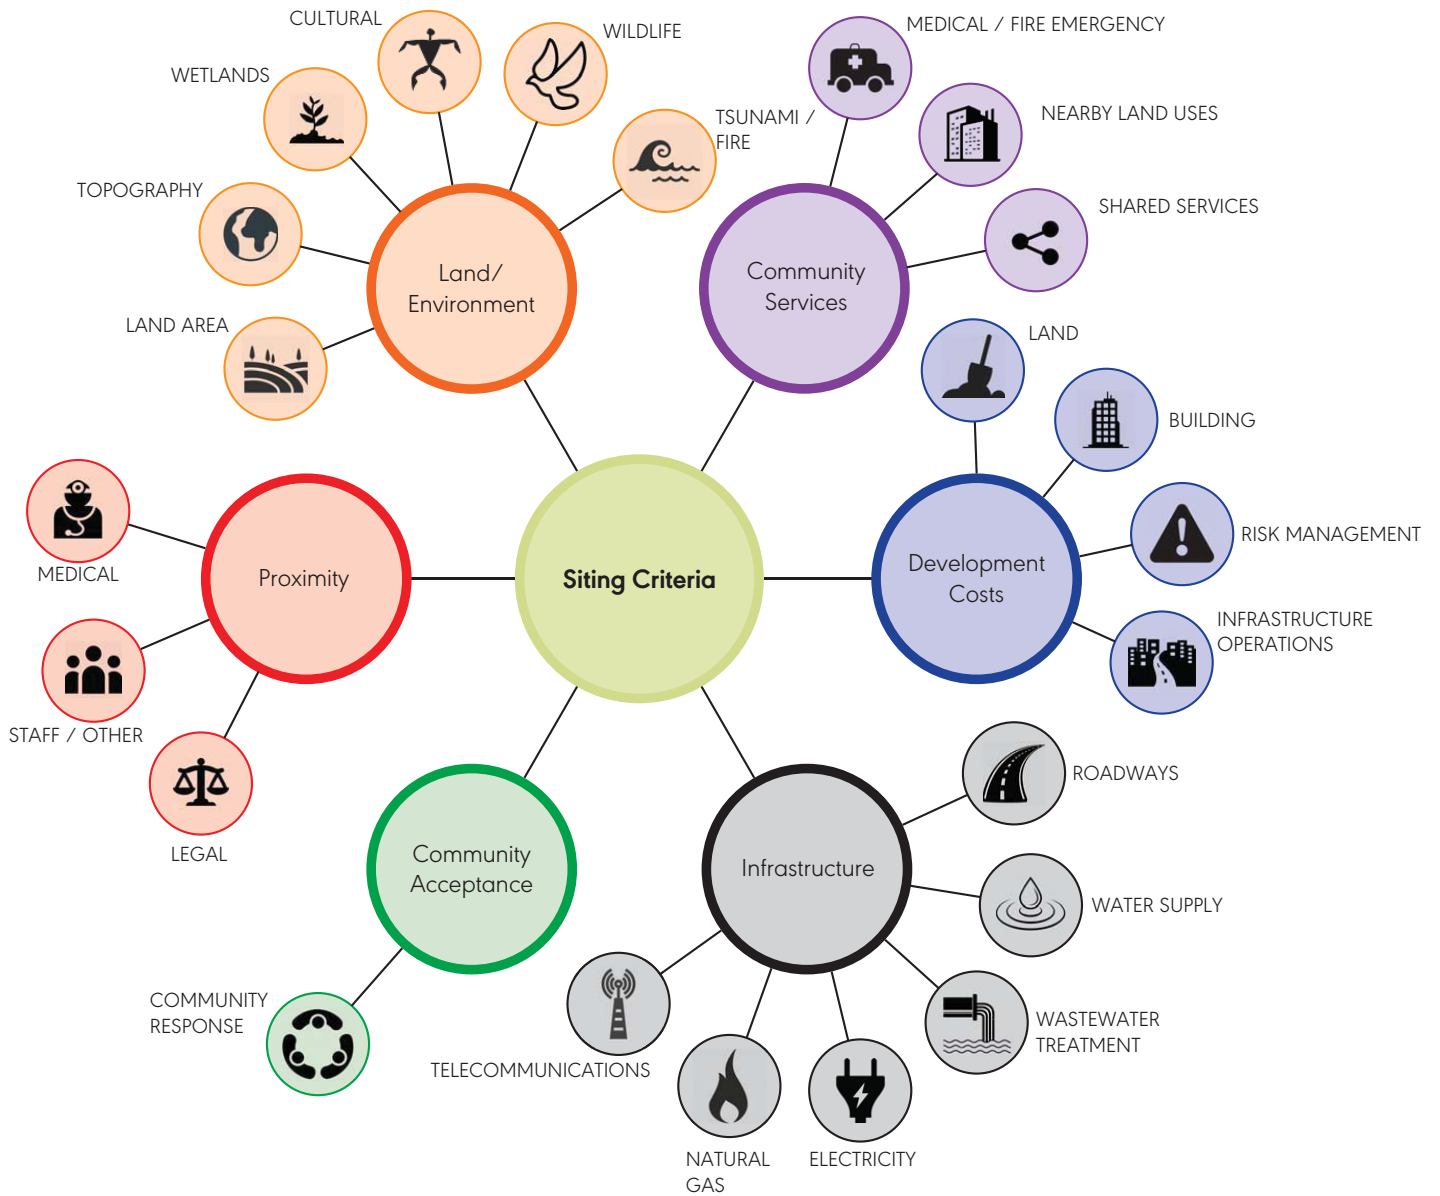 CULTURAL
WILDLIFE
WETLANDS
TSUNAMI /
FIRE
TOPOGRAPHY
LAND AREA
Land/
Environment
MEDICAL / FIRE EMERGENCY
NEARBY LAND USES
SHARED SERVICES
Community
Services
LAND
BUILDING
RISK MANAGEMENT
INFRASTRUCTURE
OPERATIONS
Development
Costs
Siting Criteria
Proximity
MEDICAL
STAFF / OTHER
LEGAL
Community
Acceptance
COMMUNITY
RESPONSE
Infrastructure
ROADWAYS
WATER SUPPLY
WASTEWATER
TREATMENT
TELECOMMUNICATIONS
NATURAL
GAS
ELECTRICITY